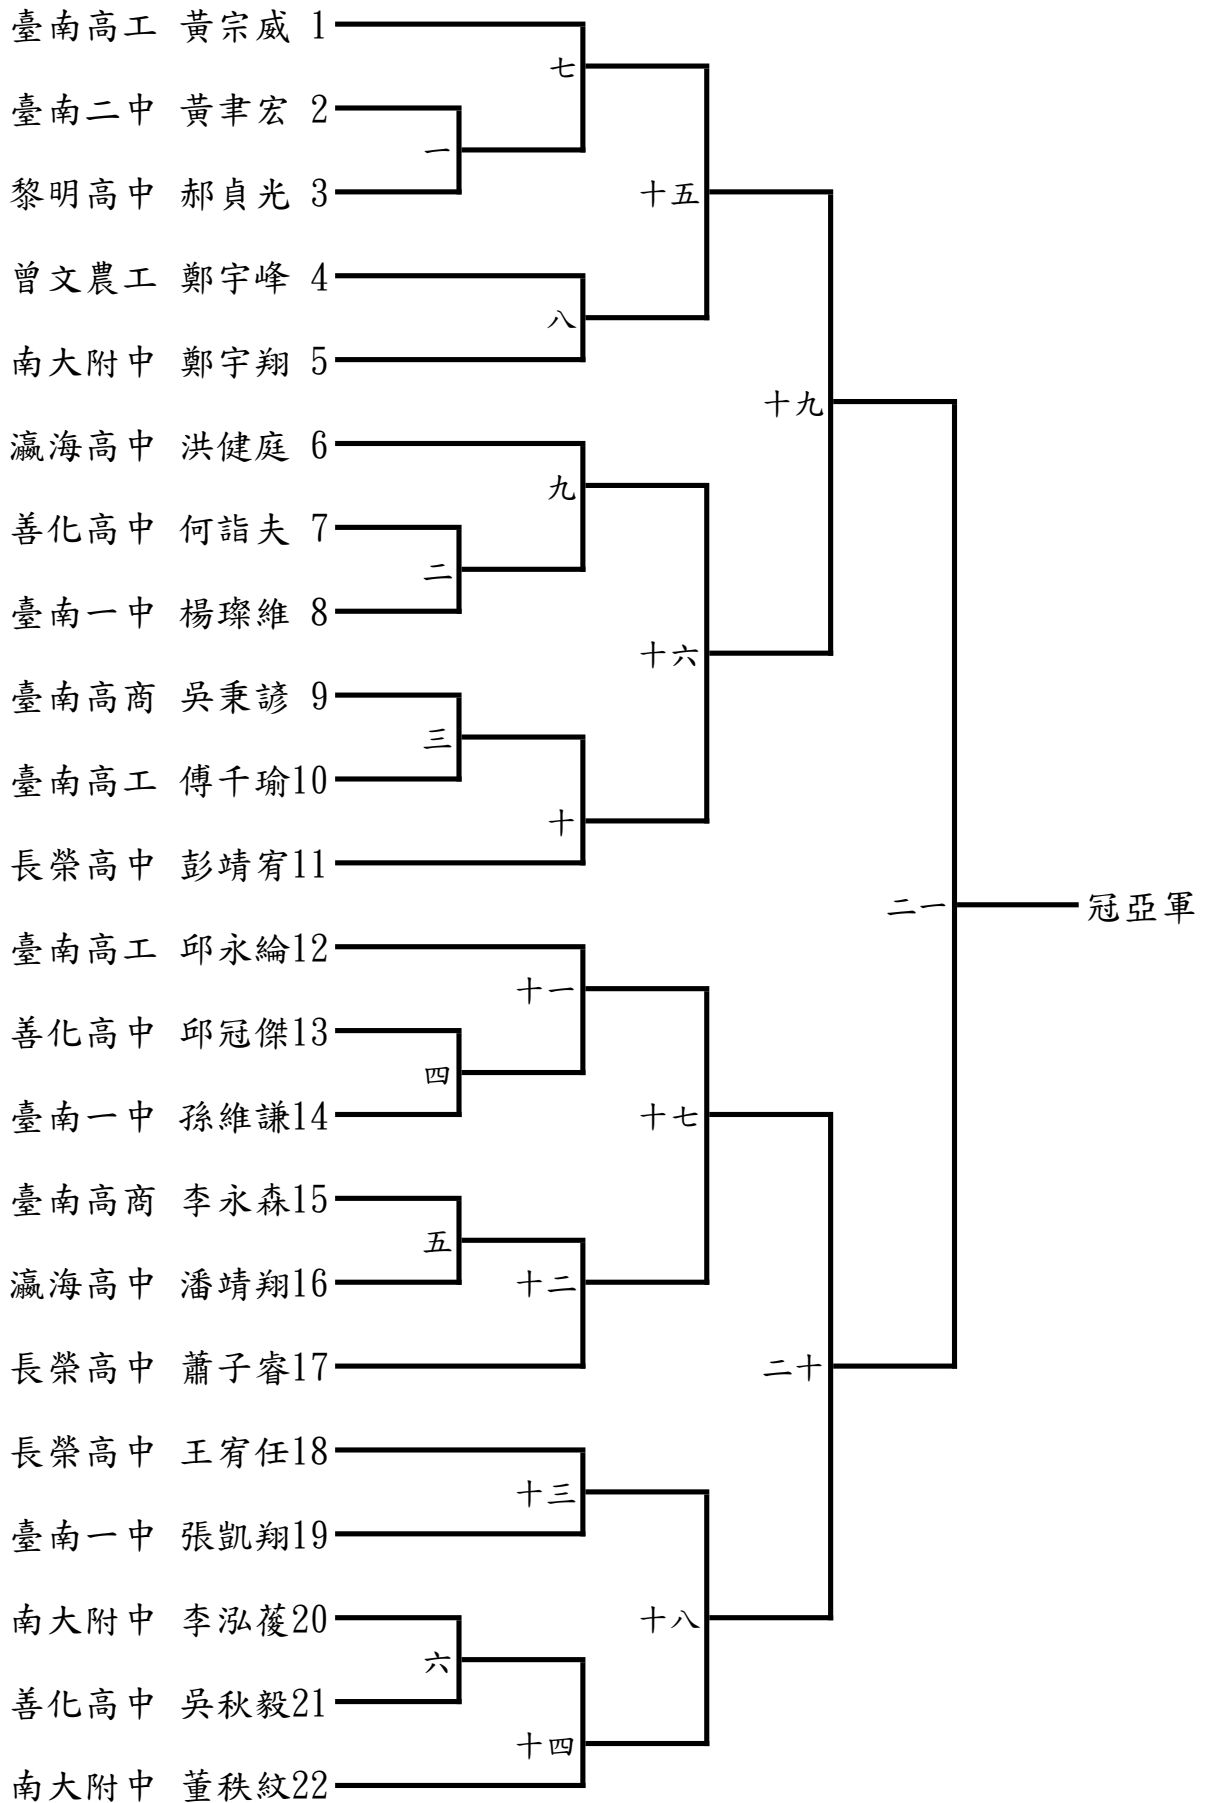 臺南高工 黃宗威 1
七
臺南二中 黃聿宏 2
一
黎明高中 郝貞光 3
十五
曾文農工 鄭宇峰 4
八
南大附中 鄭宇翔 5
十九
瀛海高中 洪健庭 6
九
善化高中 何詣夫 7
二
臺南一中 楊璨維 8
十六
臺南高商 吳秉諺 9
三
臺南高工 傅千瑜10
十
長榮高中 彭靖宥11
二一 冠亞軍
臺南高工 邱永綸12
十一
善化高中 邱冠傑13
四
臺南一中 孫維謙14
十七
臺南高商 李永森15
五
瀛海高中 潘靖翔16
十二
長榮高中 蕭子睿17
二十
長榮高中 王宥任18
十三
臺南一中 張凱翔19
南大附中 李泓葰20
十八
六
善化高中 吳秋毅21
十四
南大附中 董秩紋22